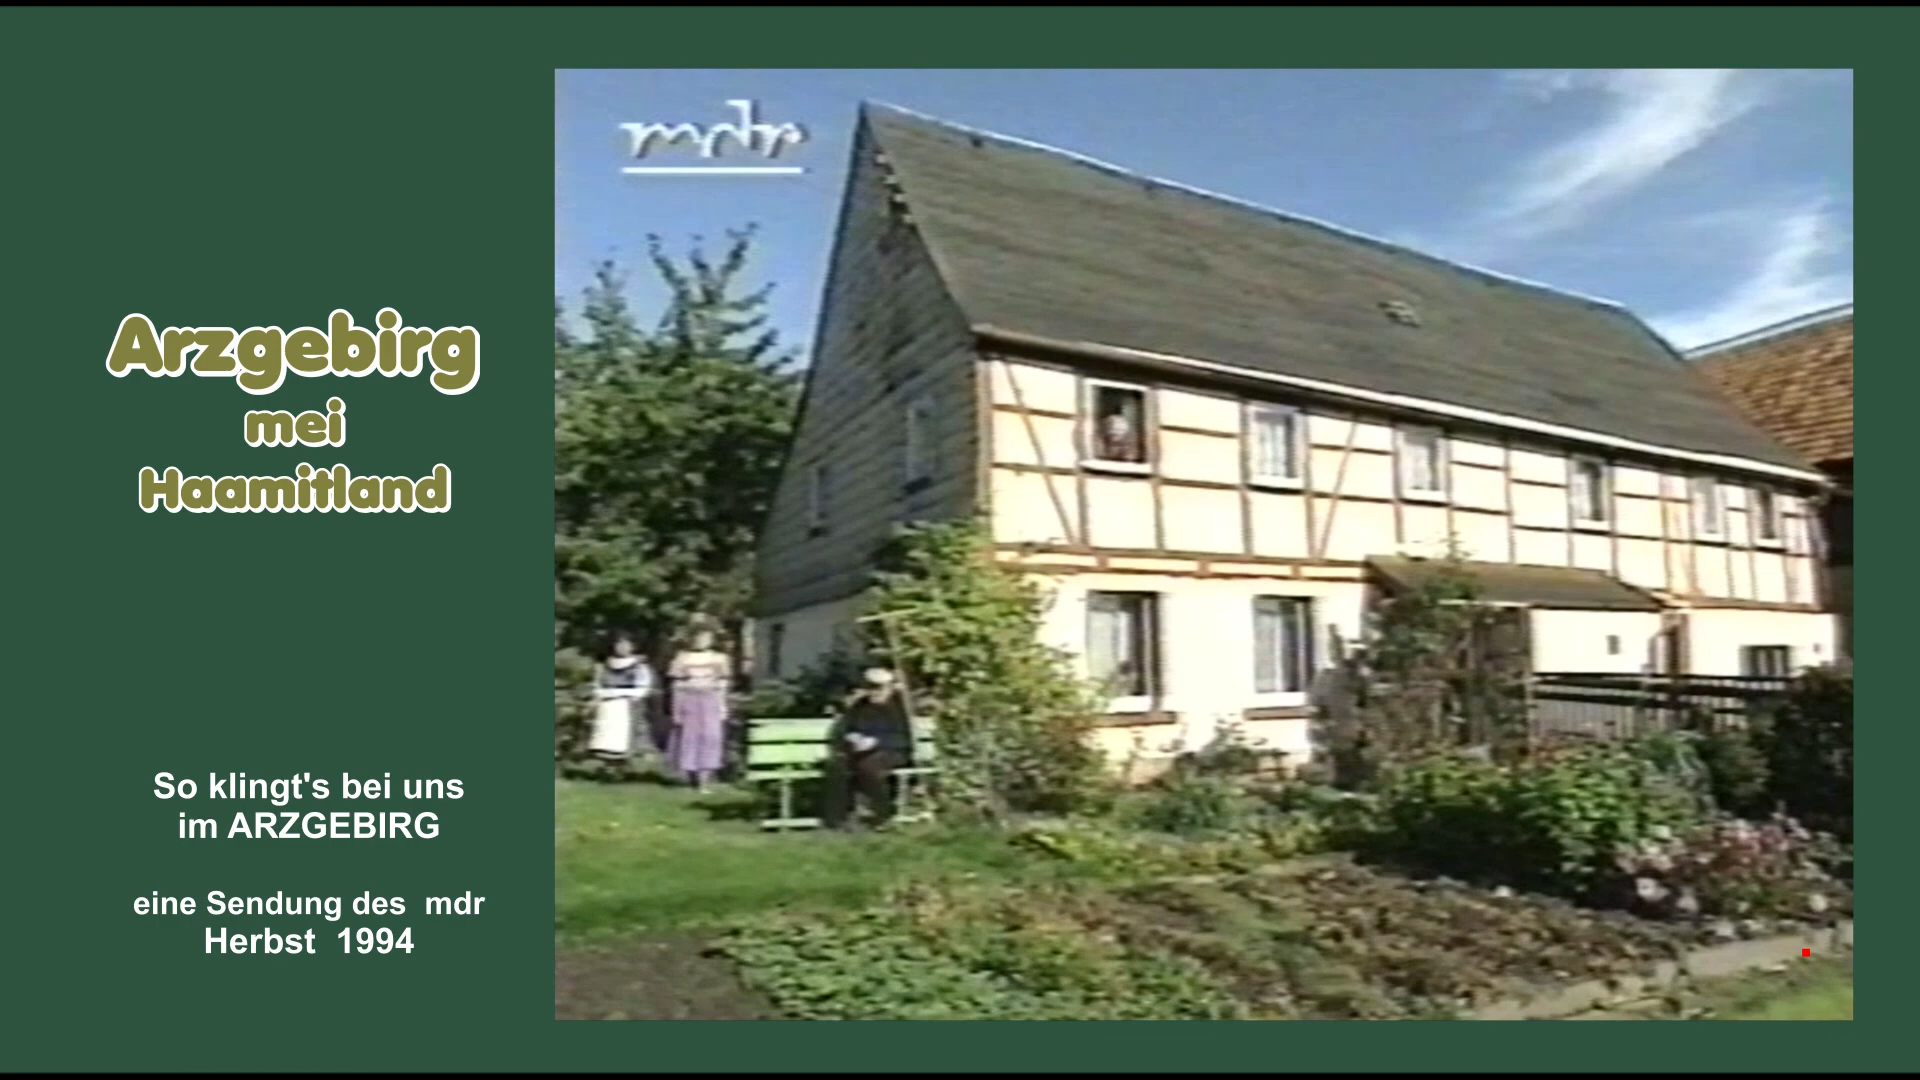 Arzgebirg
mei
Haamitland
So klingt's bei uns
im ARZGEBIRG
eine Sendung des mdr
Herbst 1994
mdr